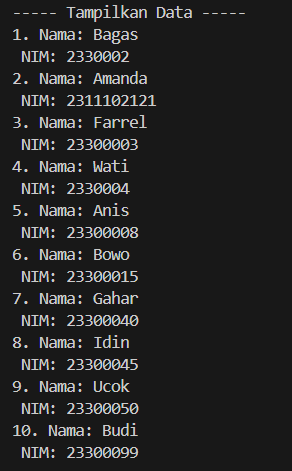 ----- Tampilkan Data -----
1. Nama: Bagas
NIM: 2330002
2. Nama: Amanda
NIM: 2311102121
3. Nama: Farrel
NIM: 23300003
4. Nama: Wati
NIM: 2330004
5. Nama: Anis
NIM: 23300008
6. Nama: Bowo
NIM: 23300015
7. Nama: Gahar
NIM: 23300040
8. Nama: Idin
NIM: 23300045
9. Nama: Ucok
NIM: 23300050
10. Nama: Budi
NIM: 23300099